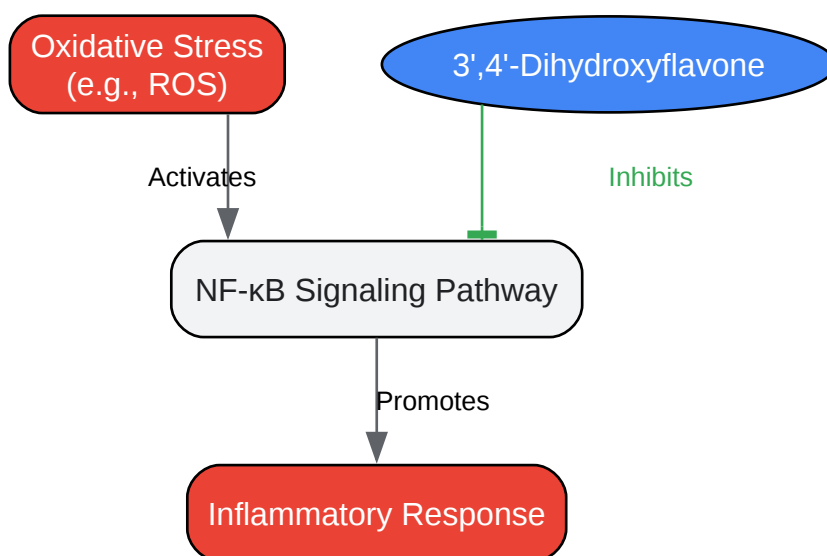 Oxidative Stress
(e.g., ROS)
3',4'-Dihydroxyflavone
Activates
Inhibits
NF-κB Signaling Pathway
Promotes
Inflammatory Response